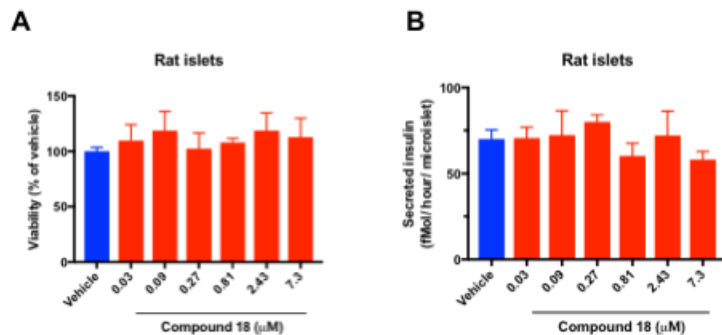 A
Rat islets
Viability (% of vehicle)
150
100
50
0
Vehicle
0.03
0.09
0.27
0.81
2.43
7.3
Compound 18 (μM)
B
Rat islets
Secreted insulin
(fMol/ hour/ microislet)
100
50
0
Vehicle
0.03
0.09
0.27
0.81
2.43
7.3
Compound 18 (μM)